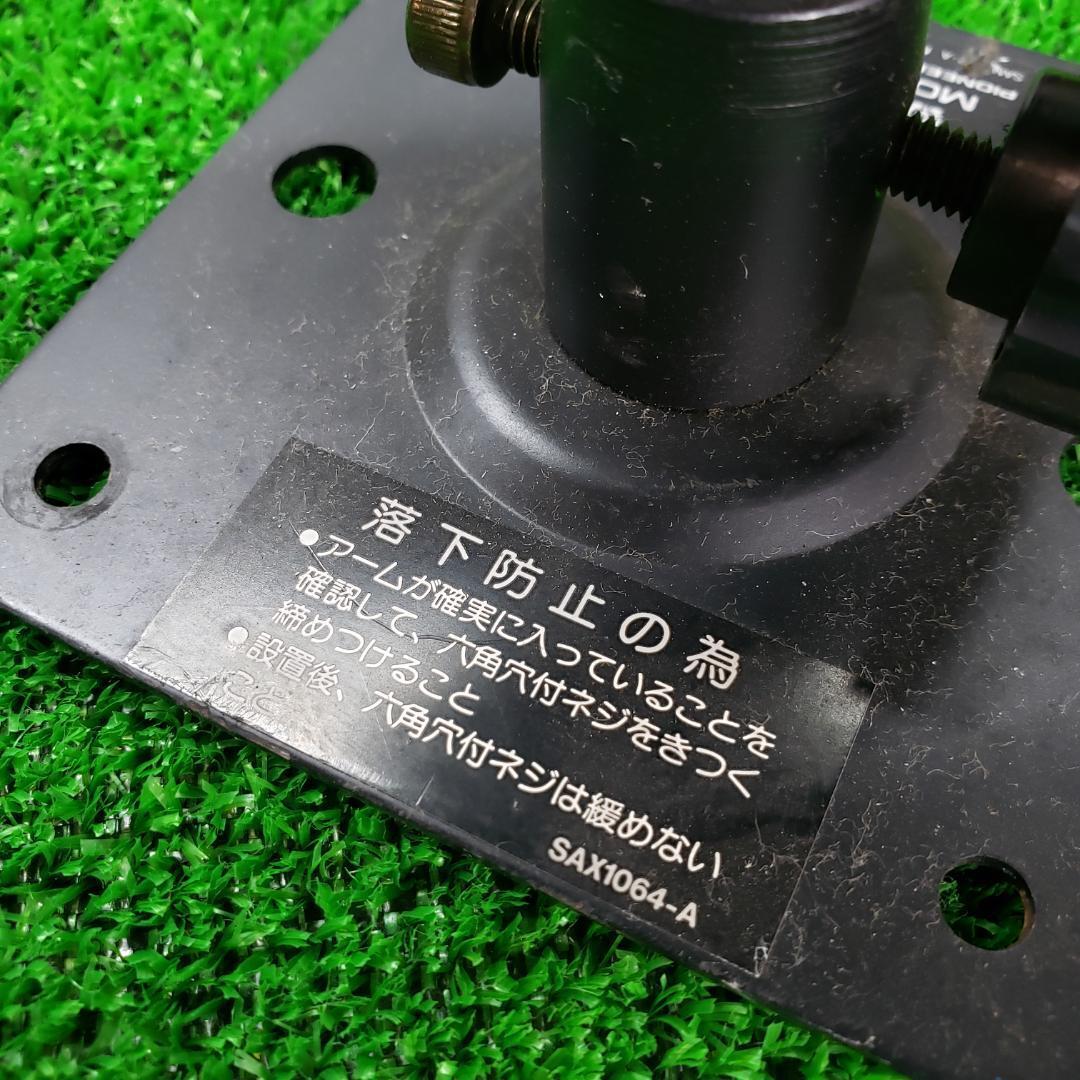 落下防止の為
●アームが確実に入っていることを
確認して、六角穴付ネジをきつく
締めつけること
●設置後、六角穴付ネジは緩めない
こと
SAX1064-A
PIONEE
MO
SAN